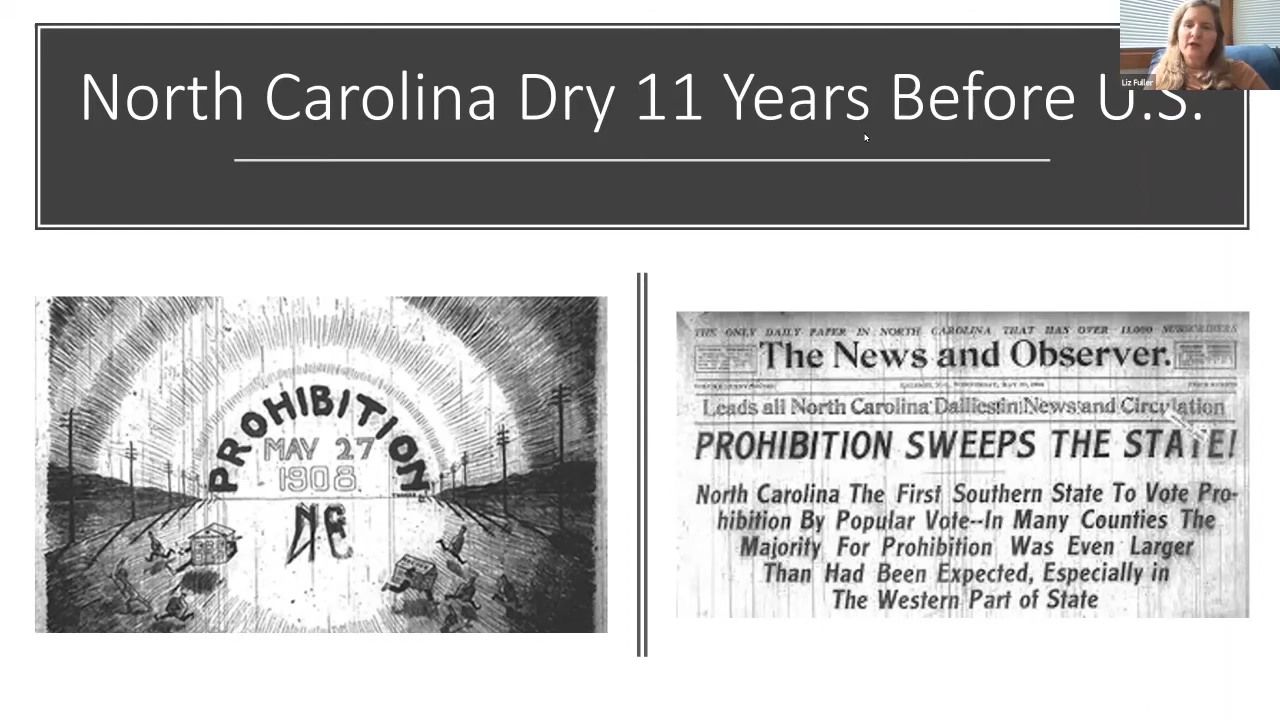 North Carolina Dry 11 Years Before U.S.
Liz Fuller
PROHIBITION
MAY 27
1908
NC
THE ONLY DAILY PAPER IN NORTH CAROLINA THAT HAS OVER 11,000 SUBSCRIBERS
The News and Observer.
Leads all North Carolina Dailies in News and Circulation
PROHIBITION SWEEPS THE STATE!
North Carolina The First Southern State To Vote Pro-
hibition By Popular Vote--In Many Counties The
Majority For Prohibition Was Even Larger
Than Had Been Expected, Especially in
The Western Part of State